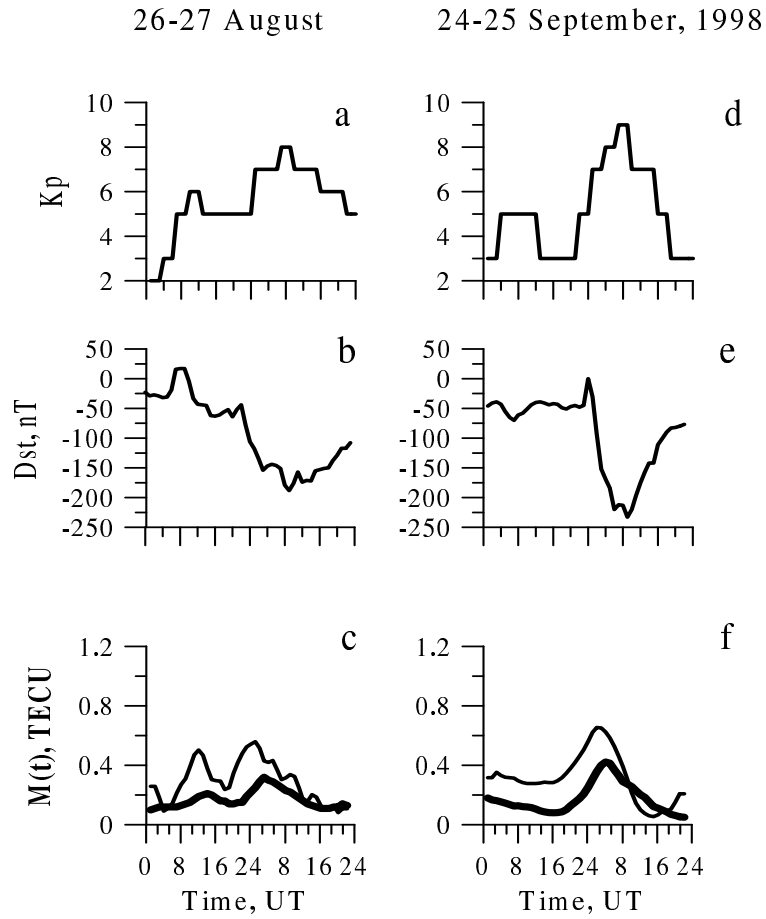 26-27 August
24-25 September, 1998
a
d
10
8
6
4
2
Kp
10
8
6
4
2
b
e
50
0
-50
-100
-150
-200
-250
Dst, nT
50
0
-50
-100
-150
-200
-250
c
f
1.2
0.8
0.4
0
M(t), TECU
1.2
0.8
0.4
0
0 8 16 24 8 16 24
0 8 16 24 8 16 24
Time, UT
Time, UT